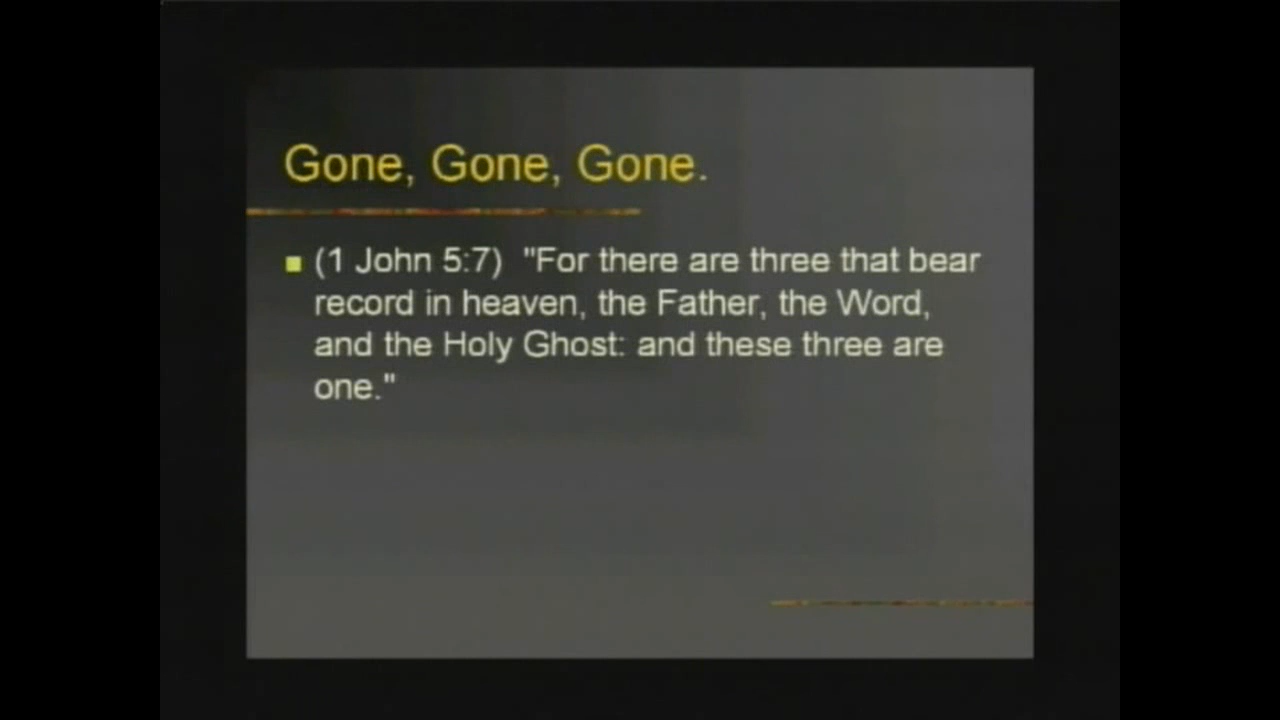 Gone, Gone, Gone.
(1 John 5:7) "For there are three that bear
record in heaven, the Father, the Word,
and the Holy Ghost: and these three are
one."